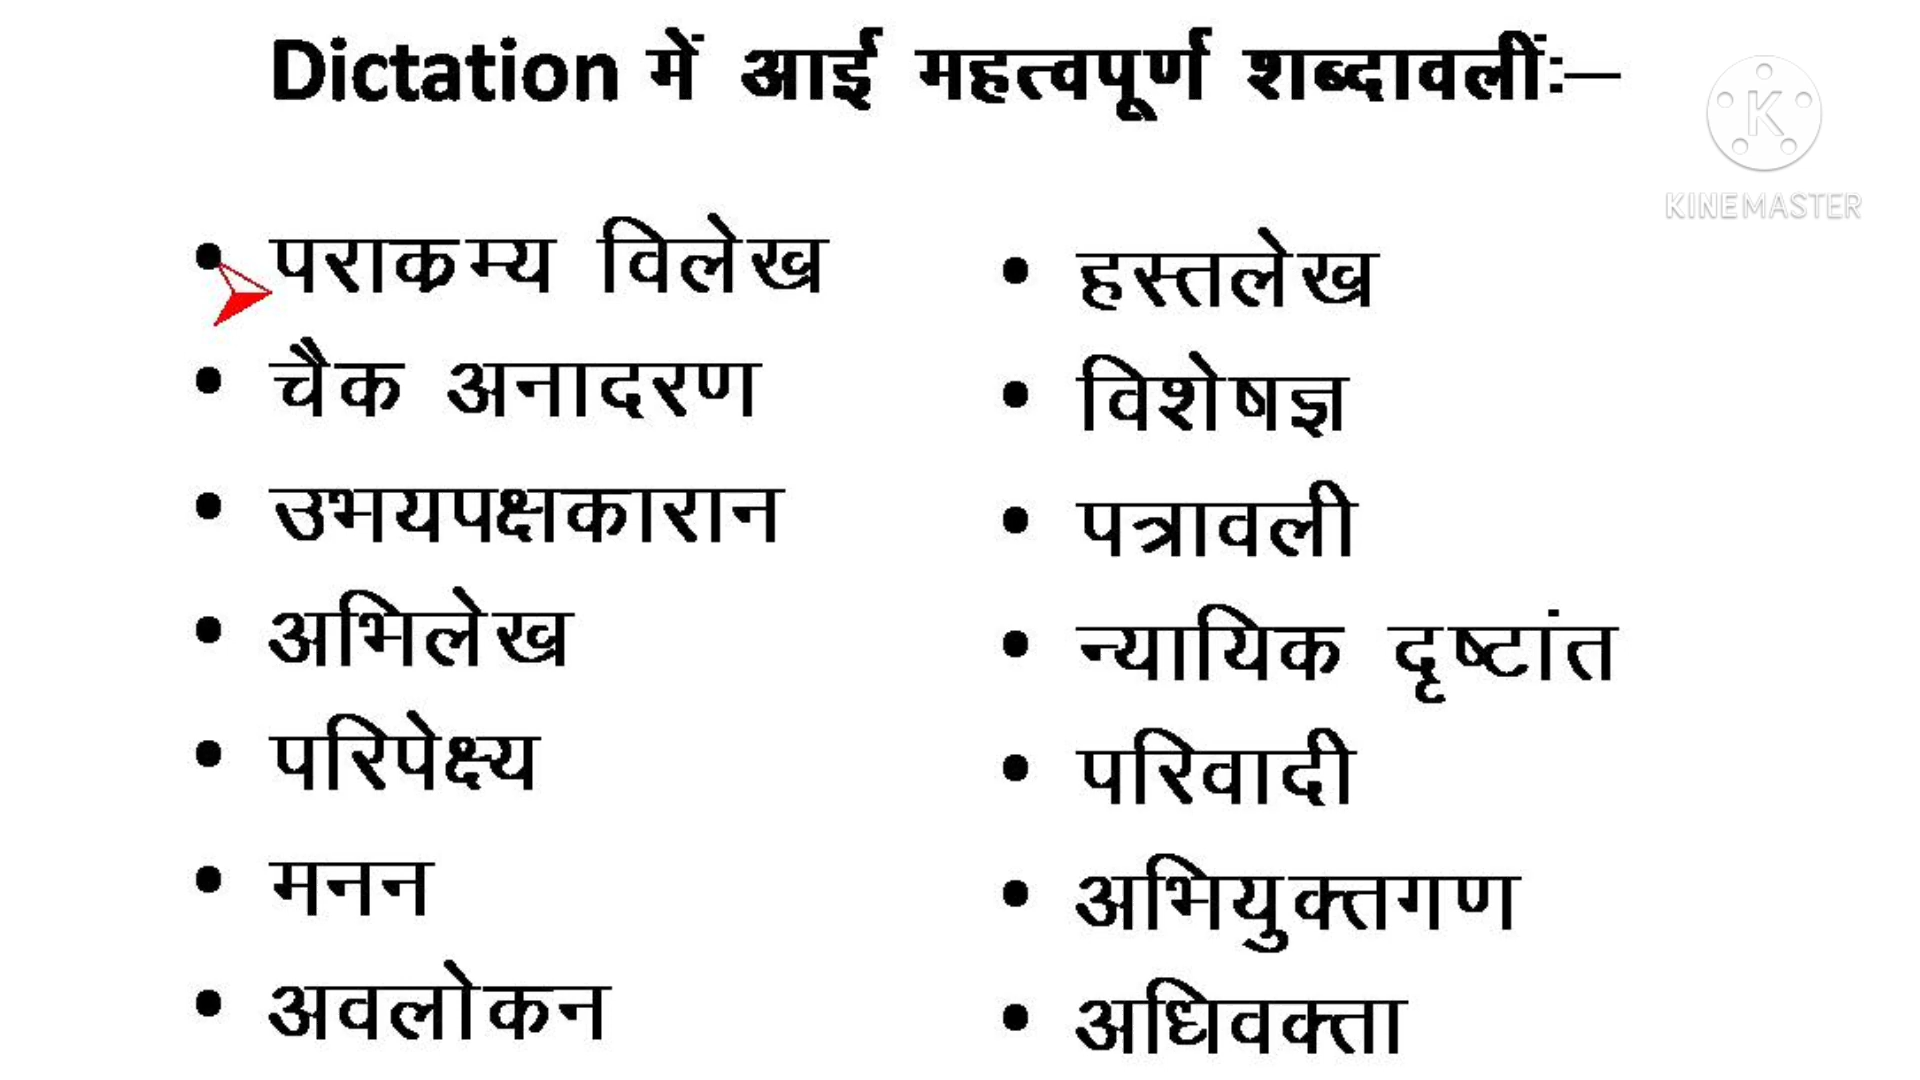 Dictation में आई महत्वपूर्ण शब्दावलींः–
KINEMASTER
• पराक्रम्य विलेख
• चैक अनादरण
• उभयपक्षकारान
• अभिलेख
• परिपेक्ष्य
• मनन
• अवलोकन
• हस्तलेख
• विशेषज्ञ
• पत्रावली
• न्यायिक दृष्टांत
• परिवादी
• अभियुक्तगण
• अधिवक्ता